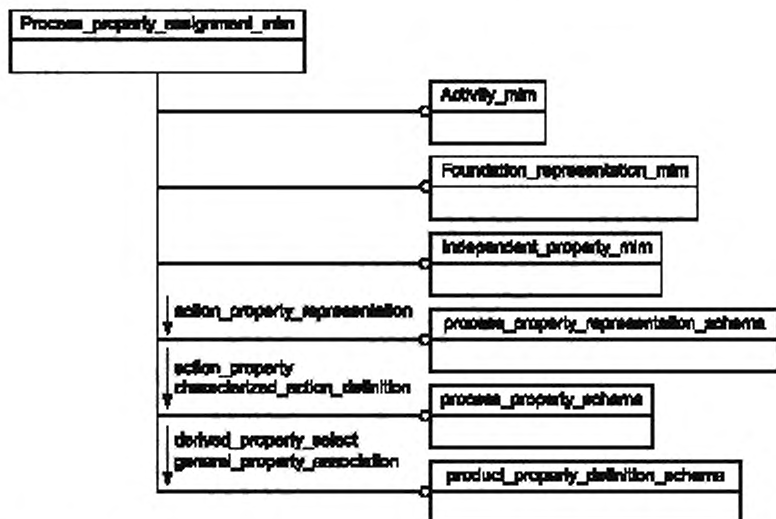 Process_property_assignment_mim
Activity_mim
Foundation_representation_mim
Independent_property_mim
action_property_representation
process_property_representation_schema
action_property
characterized_action_definition
process_property_schema
derived_property_select
general_property_association
product_property_definition_schema